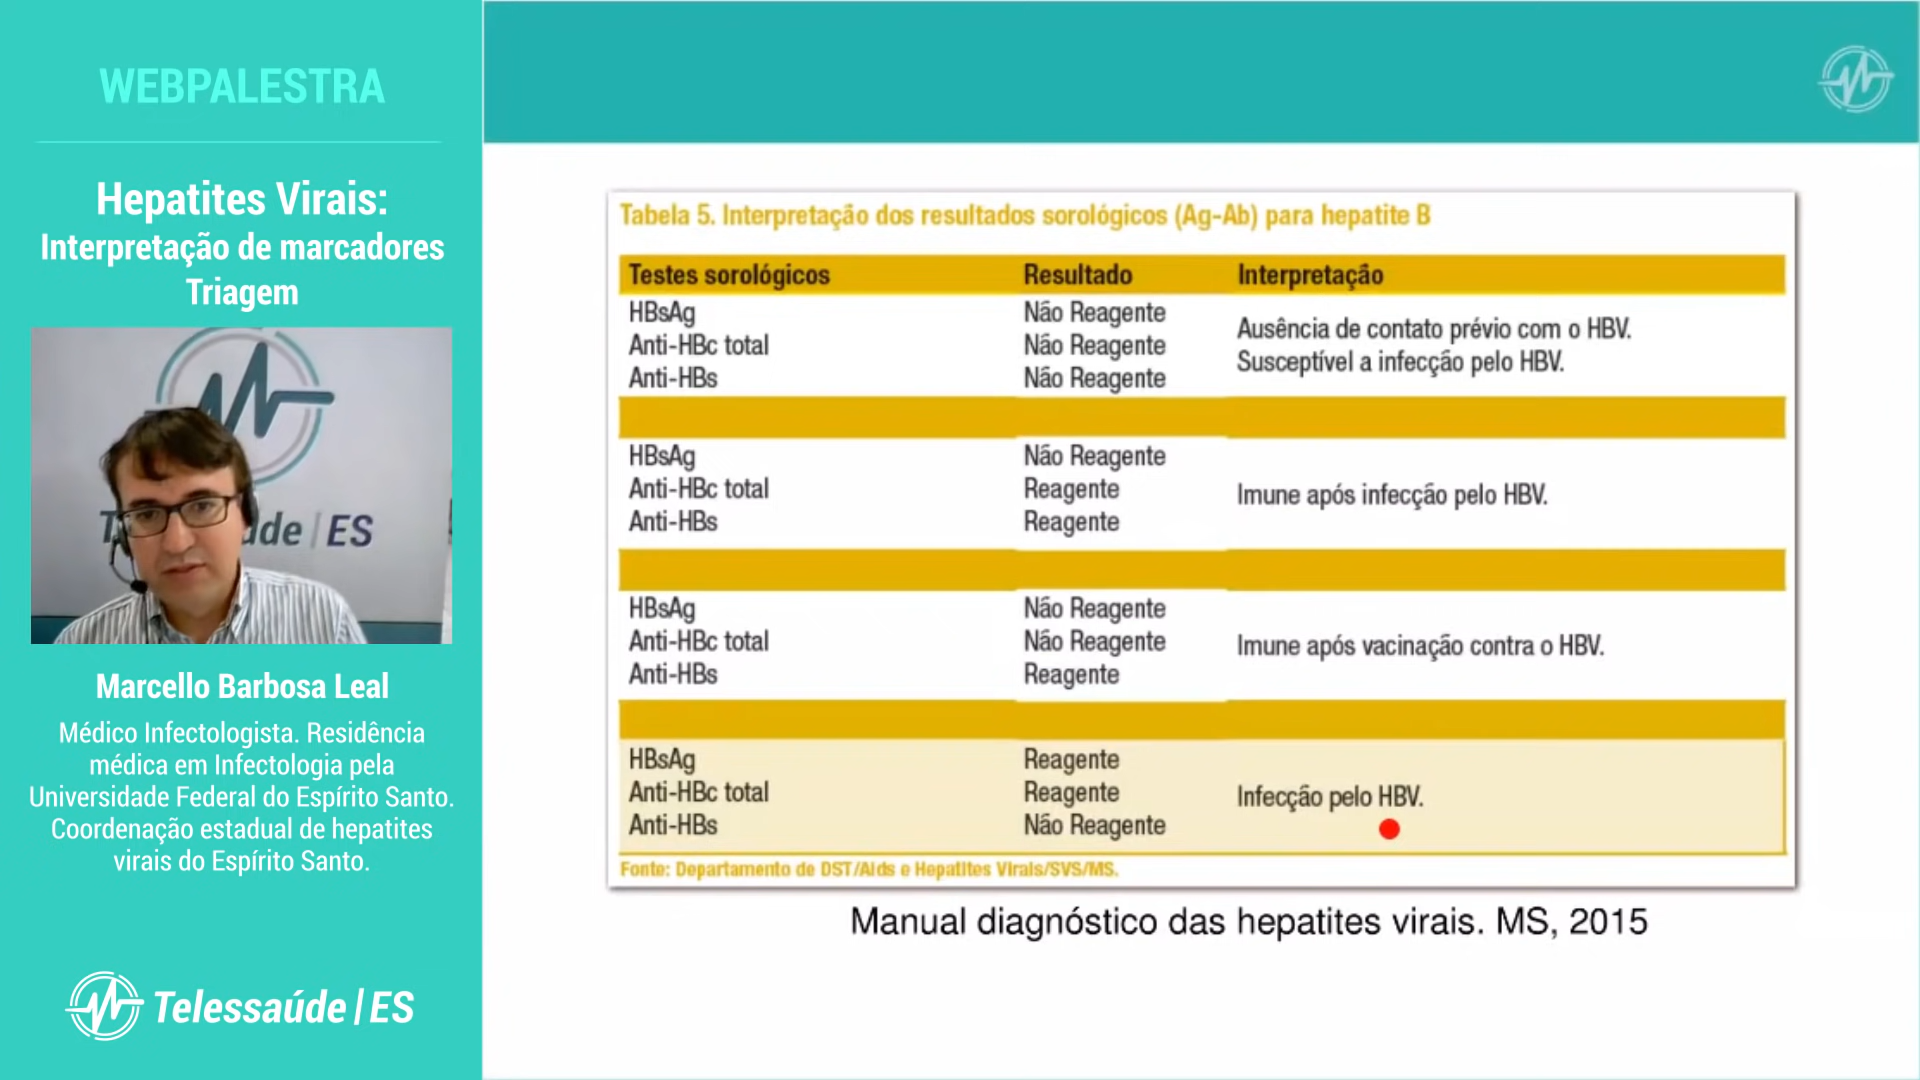 WEBPALESTRA
Hepatites Virais:
Interpretação de marcadores
Triagem
Marcello Barbosa Leal
Médico Infectologista. Residência
médica em Infectologia pela
Universidade Federal do Espírito Santo.
Coordenação estadual de hepatites
virais do Espírito Santo.
Telessaúde|ES
Tabela 5. Interpretação dos resultados sorológicos (Ag-Ab) para hepatite B
Testes sorológicos Resultado Interpretação
HBsAg Não Reagente
Anti-HBc total Não Reagente
Anti-HBs Não Reagente
Ausência de contato prévio com o HBV.
Susceptível a infecção pelo HBV.
HBsAg Não Reagente
Anti-HBc total Reagente
Anti-HBs Reagente
Imune após infecção pelo HBV.
HBsAg Não Reagente
Anti-HBc total Não Reagente
Anti-HBs Reagente
Imune após vacinação contra o HBV.
HBsAg Reagente
Anti-HBc total Reagente
Anti-HBs Não Reagente
Infecção pelo HBV.
Fonte: Departamento de DST/Aids e Hepatites Virais/SVS/MS.
Manual diagnóstico das hepatites virais. MS, 2015